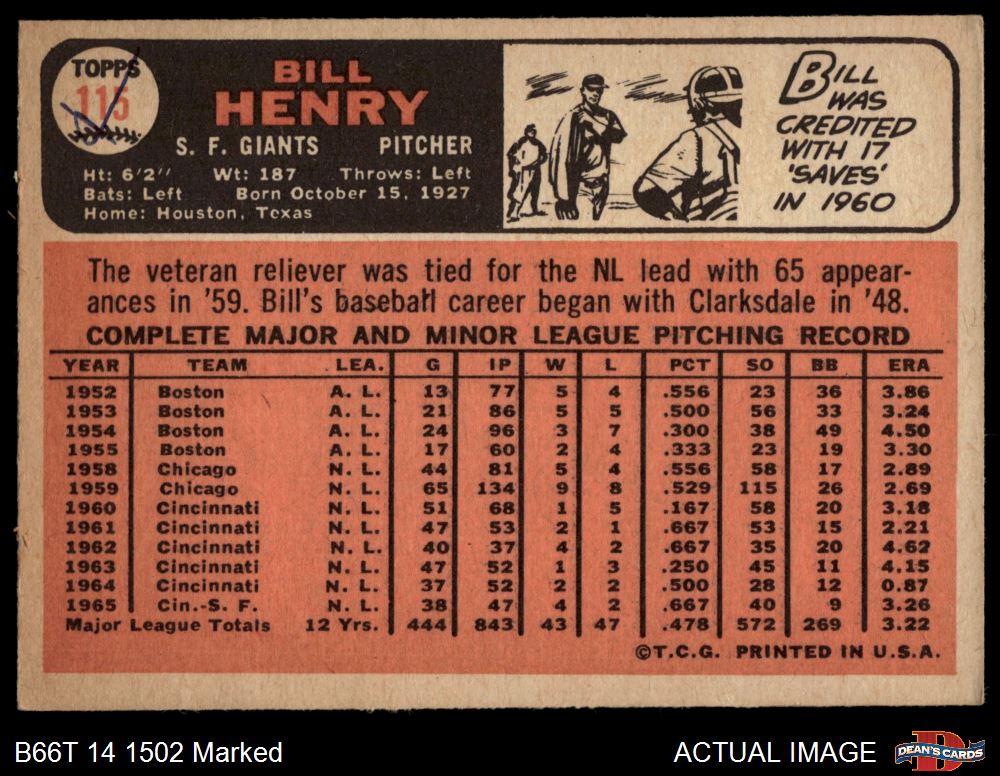 TOPPS
115
BILL
HENRY
S. F. GIANTS PITCHER
Ht: 6'2" Wt: 187 Throws: Left
Bats: Left Born October 15, 1927
Home: Houston, Texas
BILL
WAS
CREDITED
WITH 17
'SAVES'
IN 1960
The veteran reliever was tied for the NL lead with 65 appear-
ances in '59. Bill's baseball career began with Clarksdale in '48.
COMPLETE MAJOR AND MINOR LEAGUE PITCHING RECORD
YEAR TEAM LEA. G IP W L PCT SO BB ERA
1952 Boston A. L. 13 77 5 4 .556 23 36 3.86
1953 Boston A. L. 21 86 5 5 .500 56 33 3.24
1954 Boston A. L. 24 96 3 7 .300 38 49 4.50
1955 Boston A. L. 17 60 2 4 .333 23 19 3.30
1958 Chicago N. L. 44 81 5 4 .556 58 17 2.89
1959 Chicago N. L. 65 134 9 8 .529 115 26 2.69
1960 Cincinnati N. L. 51 68 1 5 .167 58 20 3.18
1961 Cincinnati N. L. 47 53 2 1 .667 53 15 2.21
1962 Cincinnati N. L. 40 37 4 2 .667 35 20 4.62
1963 Cincinnati N. L. 47 52 1 3 .250 45 11 4.15
1964 Cincinnati N. L. 37 52 2 2 .500 28 12 0.87
1965 Cin.-S. F. N. L. 38 47 4 2 .667 40 9 3.26
Major League Totals 12 Yrs. 444 843 43 47 .478 572 269 3.22
©T.C.G. PRINTED IN U.S.A.
B66T 14 1502 Marked ACTUAL IMAGE DEAN'S CARDS